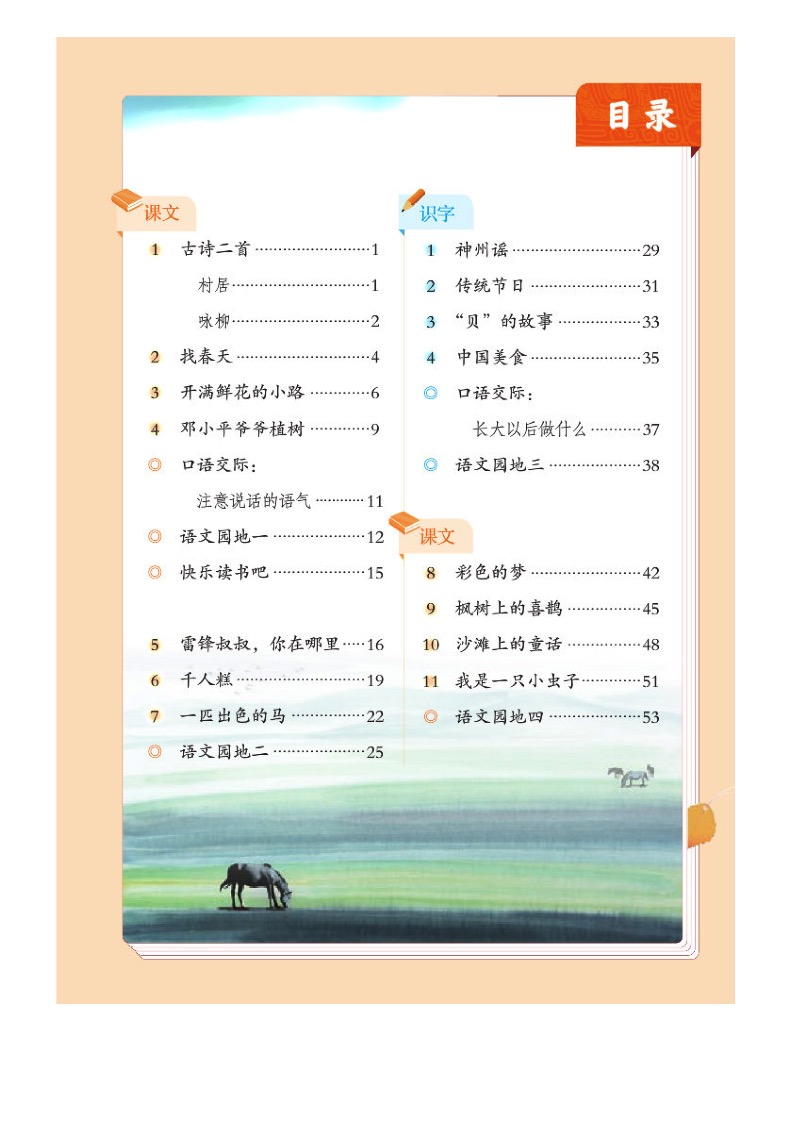 目录
课文
1 古诗二首························1
村居·····························1
咏柳·····························2
2 找春天····························4
3 开满鲜花的小路············6
4 邓小平爷爷植树············9
◎ 口语交际：
注意说话的语气···········11
◎ 语文园地一···················12
◎ 快乐读书吧···················15
5 雷锋叔叔，你在哪里·····16
6 千人糕···························19
7 一匹出色的马···············22
◎ 语文园地二···················25
识字
1 神州谣···························29
2 传统节日·······················31
3 “贝”的故事·················33
4 中国美食·······················35
◎ 口语交际：
长大以后做什么···········37
◎ 语文园地三···················38
课文
8 彩色的梦·······················42
9 枫树上的喜鹊···············45
10 沙滩上的童话···············48
11 我是一只小虫子············51
◎ 语文园地四···················53